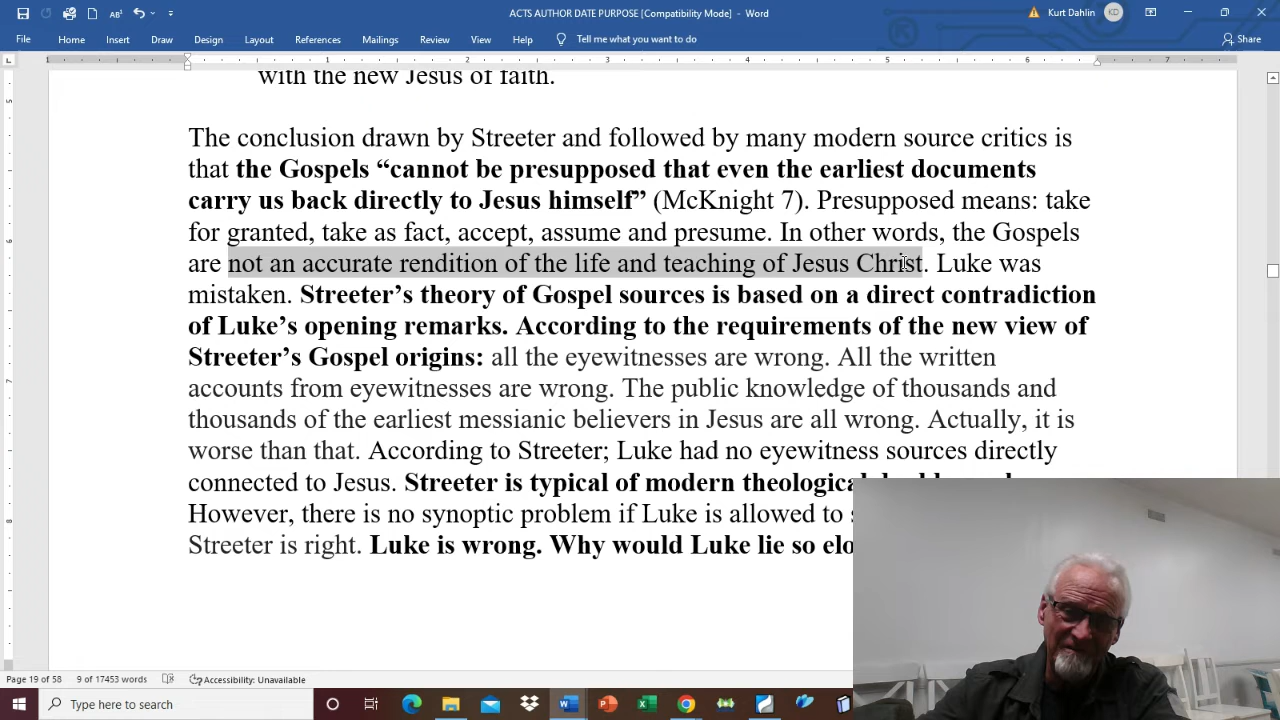 ACTS AUTHOR DATE PURPOSE [Compatibility Mode] - Word
Kurt Dahlin
KD
File Home Insert Draw Design Layout References Mailings Review View Help Tell me what you want to do
Share
1 1 2 3 4 5 6 7
with the new Jesus of faith.
The conclusion drawn by Streeter and followed by many modern source critics is
that the Gospels “cannot be presupposed that even the earliest documents
carry us back directly to Jesus himself” (McKnight 7). Presupposed means: take
for granted, take as fact, accept, assume and presume. In other words, the Gospels
are not an accurate rendition of the life and teaching of Jesus Christ. Luke was
mistaken. Streeter’s theory of Gospel sources is based on a direct contradiction
of Luke’s opening remarks. According to the requirements of the new view of
Streeter’s Gospel origins: all the eyewitnesses are wrong. All the written
accounts from eyewitnesses are wrong. The public knowledge of thousands and
thousands of the earliest messianic believers in Jesus are all wrong. Actually, it is
worse than that. According to Streeter; Luke had no eyewitness sources directly
connected to Jesus. Streeter is typical of modern theological
However, there is no synoptic problem if Luke is allowed to
Streeter is right. Luke is wrong. Why would Luke lie so
Page 19 of 58 9 of 17453 words Accessibility: Unavailable
Type here to search